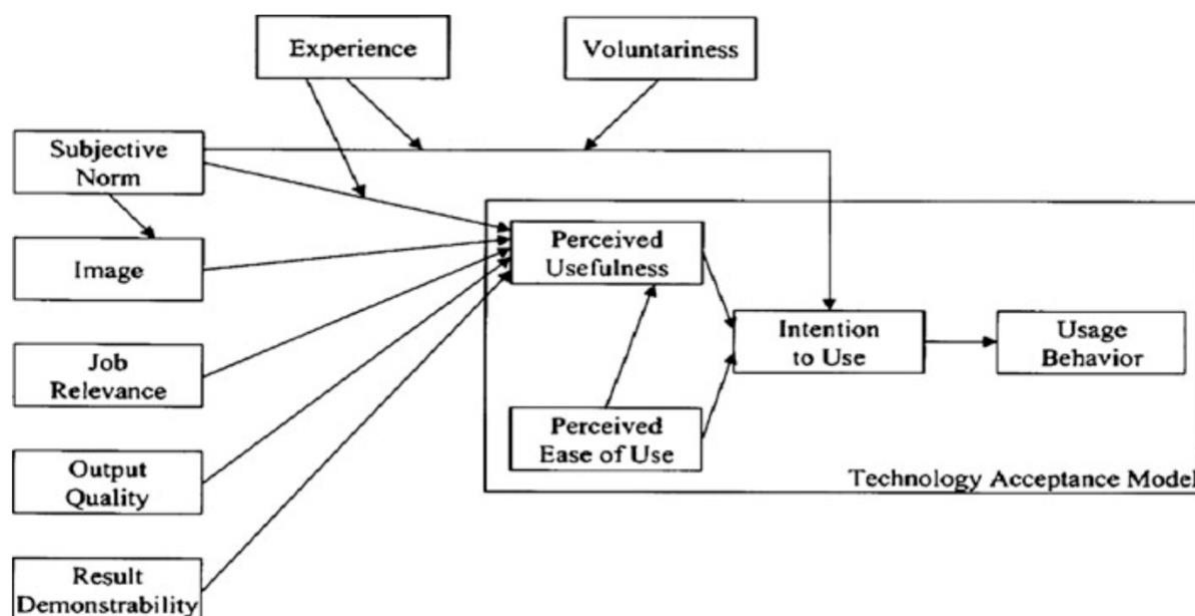 Experience
Voluntariness
Subjective
Norm
Image
Perceived
Usefulness
Job
Relevance
Intention
to Use
Usage
Behavior
Perceived
Ease of Use
Output
Quality
Technology Acceptance Model
Result
Demonstrability